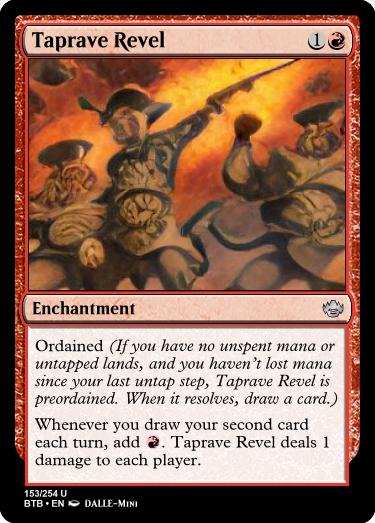 Taprave Revel 1
Enchantment
Ordained (If you have no unspent mana or
untapped lands, and you haven't lost mana
since your last untap step, Taprave Revel is
preordained. When it resolves, draw a card.)
Whenever you draw your second card
each turn, add . Taprave Revel deals 1
damage to each player.
153/254 U
BTB • EN DALLE-Mini